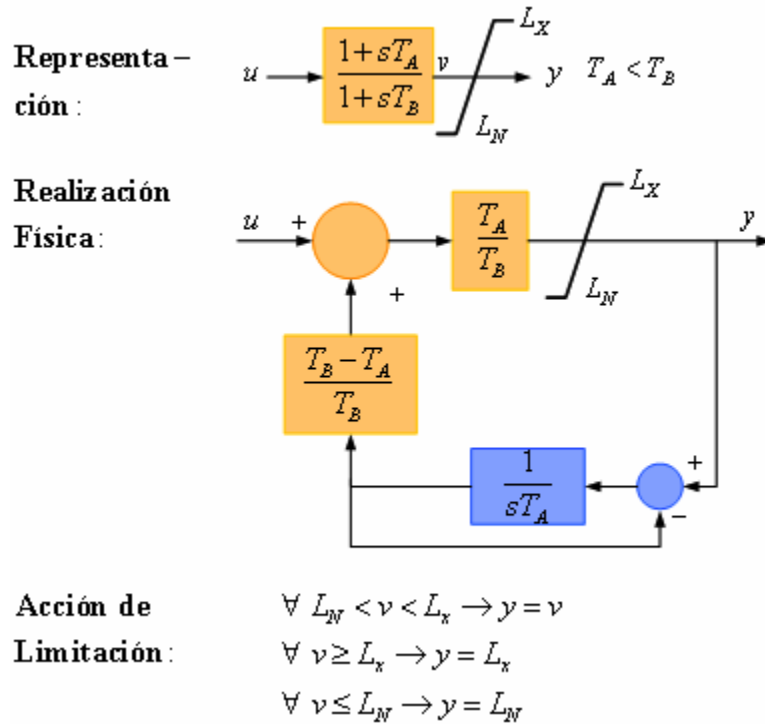 Representa –
ción :
u
1 + sT_A
1 + sT_B
v
L_X
L_N
y T_A < T_B
Realización
Física :
u +
T_A
T_B
L_X
L_N
y
+
T_B − T_A
T_B
1
sT_A
+
−
Acción de
Limitación :
∀ L_N < v < L_x → y = v
∀ v ≥ L_x → y = L_x
∀ v ≤ L_N → y = L_N